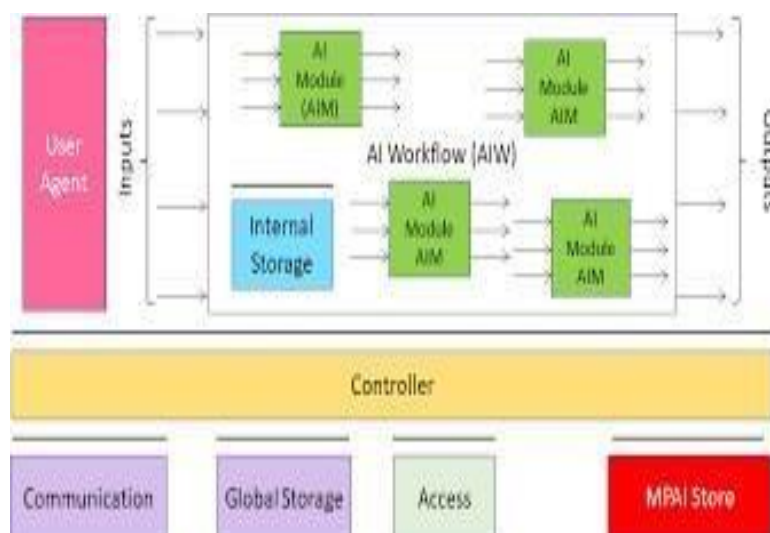 User
Agent
Inputs
AI
Module
(AIM)
AI
Module
AIM
AI Workflow (AIW)
Internal
Storage
AI
Module
AIM
AI
Module
AIM
Outputs
Controller
Communication
Global Storage
Access
MPAI Store